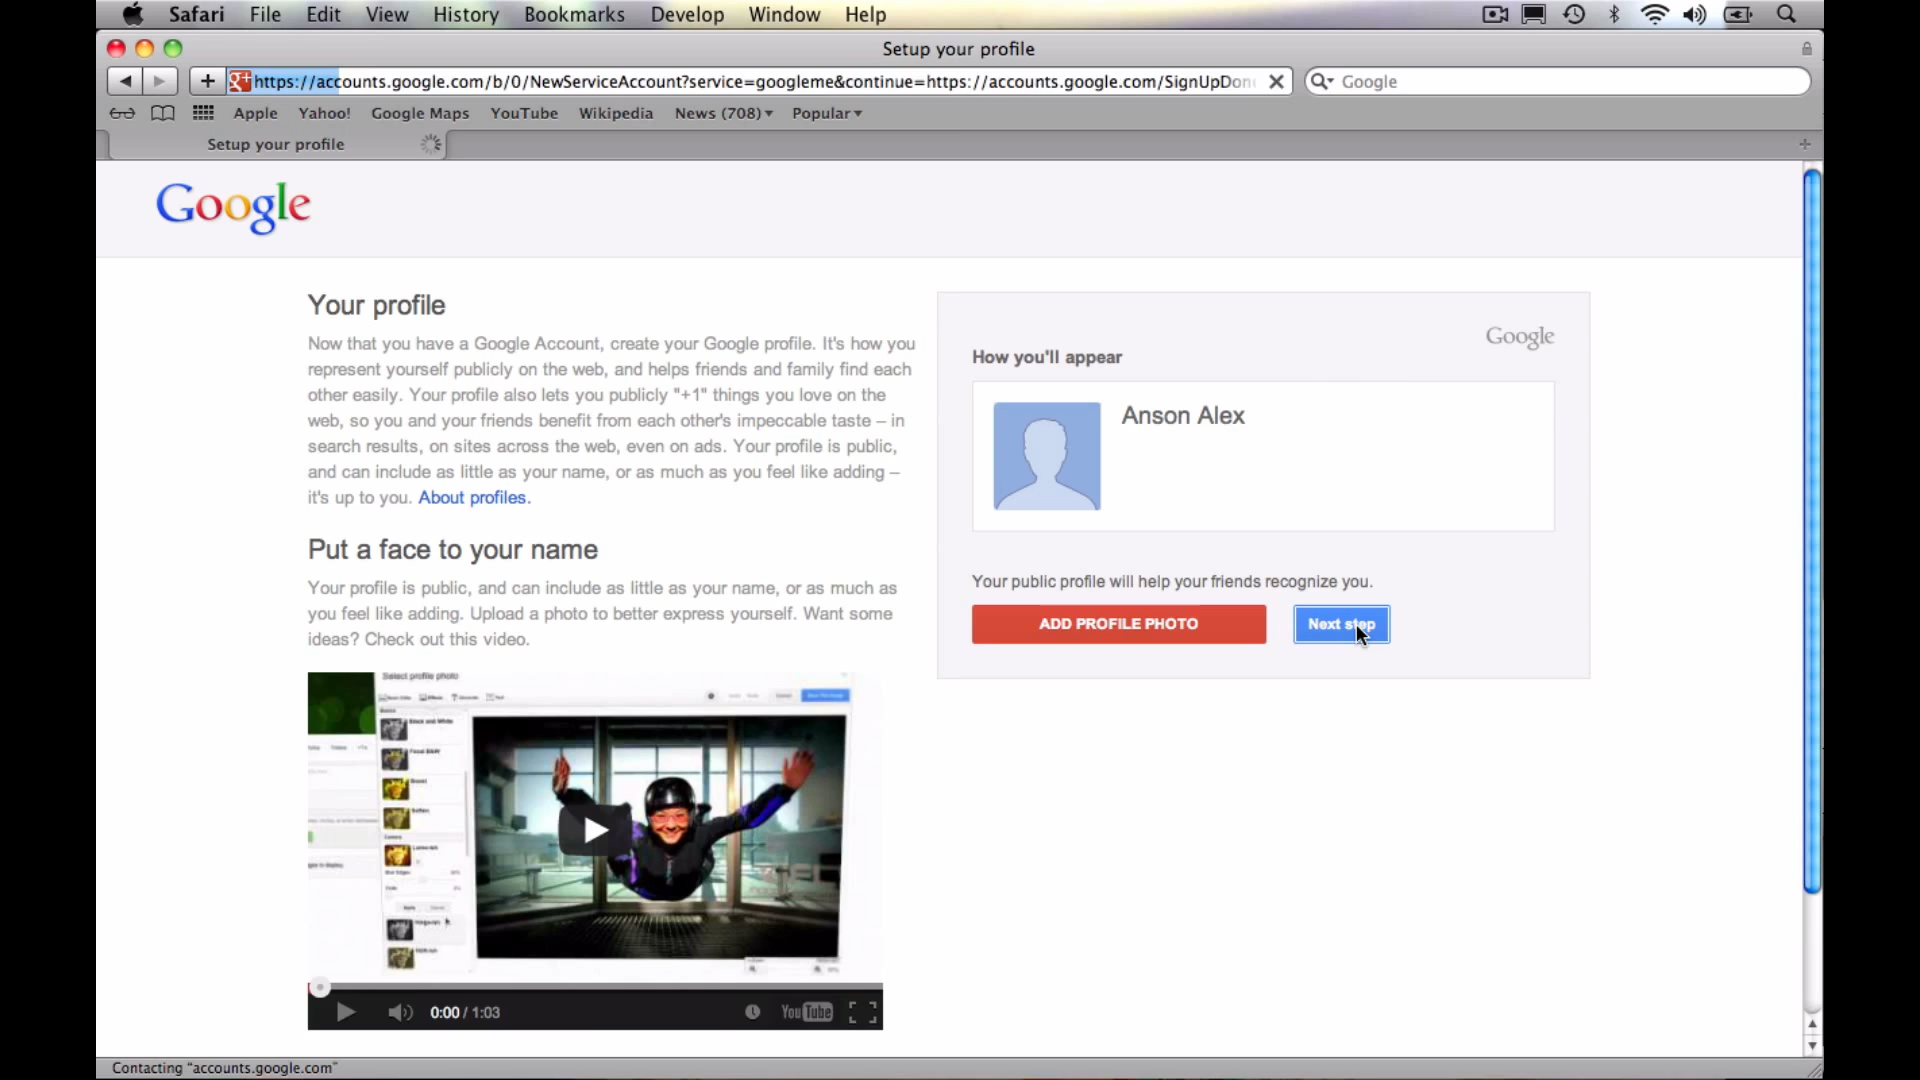 Safari File Edit View History Bookmarks Develop Window Help
Setup your profile
https://accounts.google.com/b/0/NewServiceAccount?service=googleme&continue=https://accounts.google.com/SignUpDon
Google
Apple Yahoo! Google Maps YouTube Wikipedia News (708) Popular
Setup your profile
Google
Your profile
Now that you have a Google Account, create your Google profile. It's how you
represent yourself publicly on the web, and helps friends and family find each
other easily. Your profile also lets you publicly "+1" things you love on the
web, so you and your friends benefit from each other's impeccable taste – in
search results, on sites across the web, even on ads. Your profile is public,
and can include as little as your name, or as much as you feel like adding –
it's up to you. About profiles.
Put a face to your name
Your profile is public, and can include as little as your name, or as much as
you feel like adding. Upload a photo to better express yourself. Want some
ideas? Check out this video.
Select profile photo
Black and White
Focal B&W
Boost
Soften
0:00 / 1:03
YouTube
Google
How you'll appear
Anson Alex
Your public profile will help your friends recognize you.
ADD PROFILE PHOTO
Next step
Contacting "accounts.google.com"